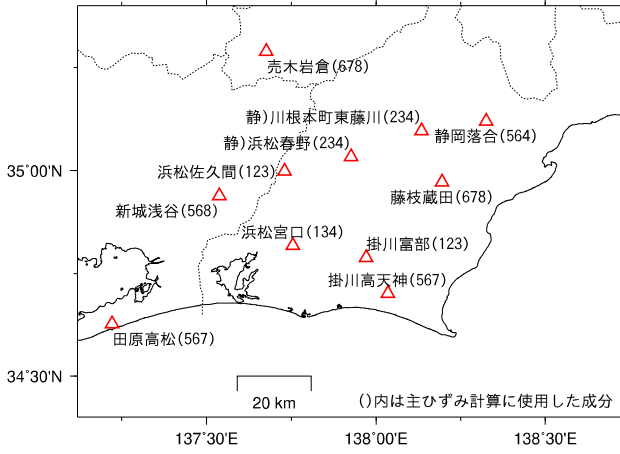 売木岩倉(678)
静)川根本町東藤川(234)
静岡落合(564)
静)浜松春野(234)
35°00'N
浜松佐久間(123)
藤枝蔵田(678)
新城浅谷(568)
浜松宮口(134)
掛川富部(123)
掛川高天神(567)
田原高松(567)
34°30'N
20 km
()内は主ひずみ計算に使用した成分
137°30'E
138°00'E
138°30'E